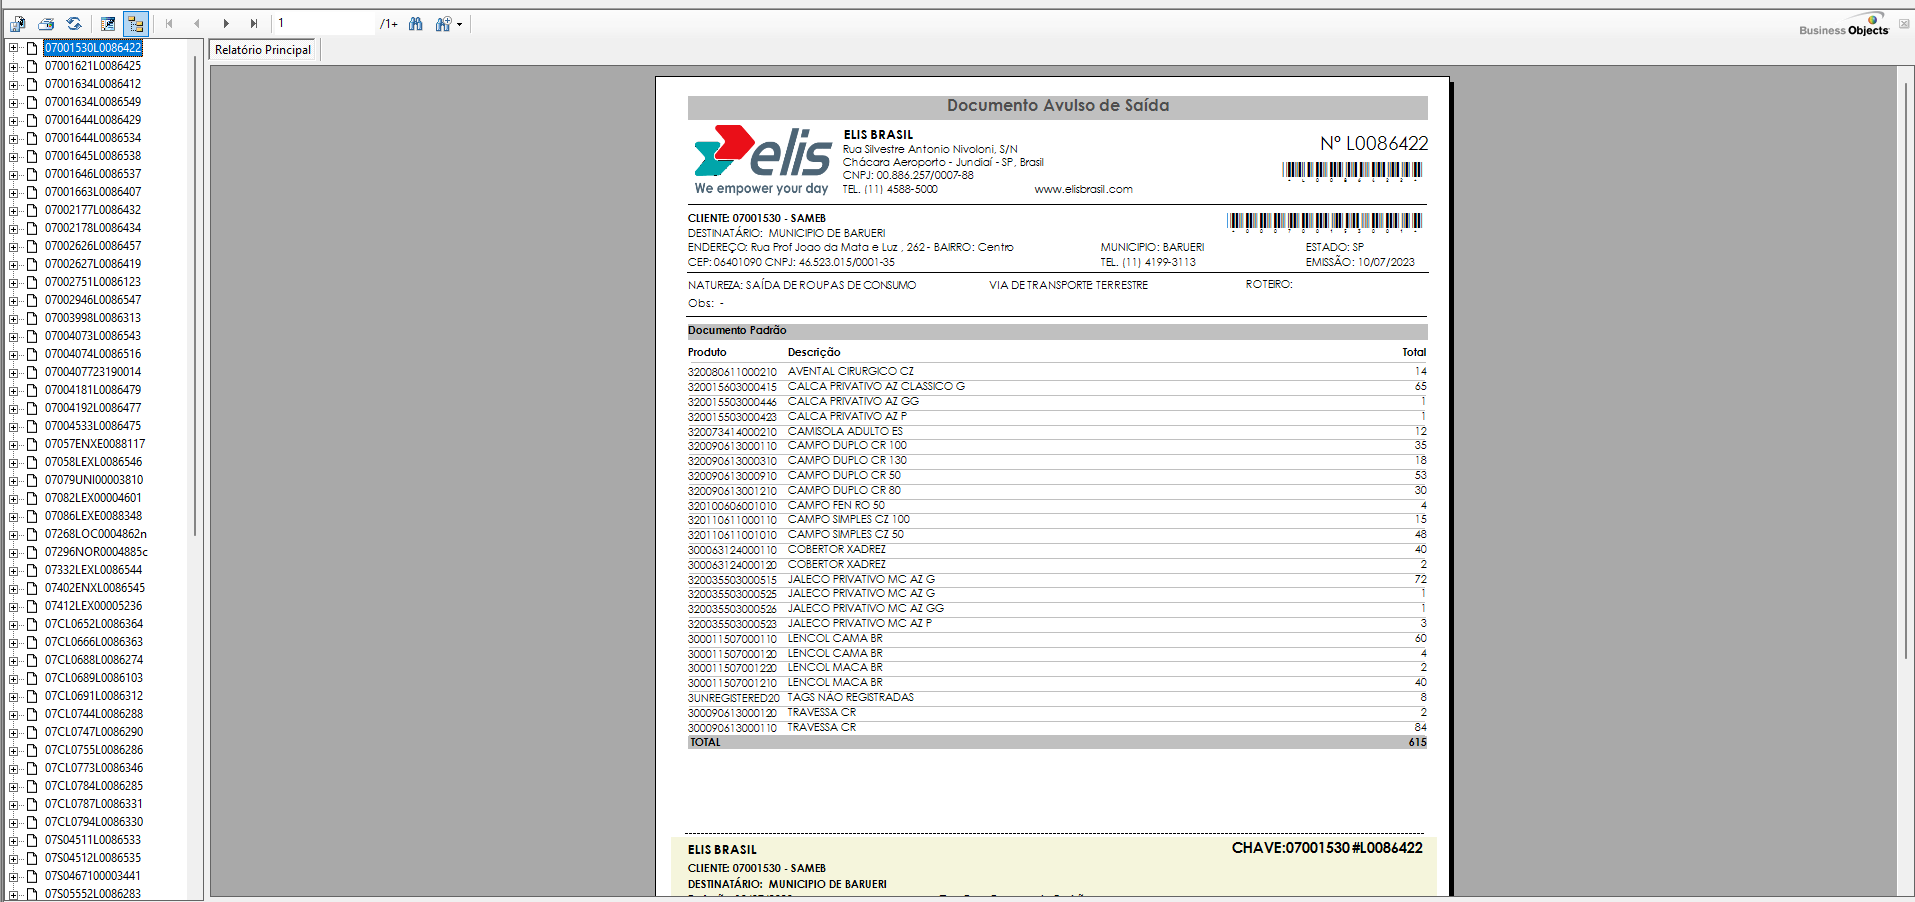 1
/1+
Business Objects
07001530L0086422
07001621L0086425
07001634L0086412
07001634L0086549
07001644L0086429
07001644L0086534
07001645L0086538
07001646L0086537
07001663L0086407
07002177L0086432
07002178L0086434
07002626L0086457
07002627L0086419
07002751L0086123
07002946L0086547
07003998L0086313
07004073L0086543
07004074L0086516
0700407723190014
07004181L0086479
07004192L0086477
07004533L0086475
07057ENXE0088117
07058LEXL0086546
07079UNI00003810
07082LEX00004601
07086LEXE0088348
07268LOC0004862n
07296NOR0004885c
07332LEXL0086544
07402ENXL0086545
07412LEX00005236
07CL0652L0086364
07CL0666L0086363
07CL0688L0086274
07CL0689L0086103
07CL0691L0086312
07CL0744L0086288
07CL0747L0086290
07CL0755L0086286
07CL0773L0086346
07CL0784L0086285
07CL0787L0086331
07CL0794L0086330
07S04511L0086533
07S04512L0086535
07S0467100003441
07S05552L0086283
Relatório Principal
Documento Avulso de Saída
elis
We empower your day
ELIS BRASIL
Rua Silvestre Antonio Nivoloni, S/N
Chácara Aeroporto - Jundiaí - SP, Brasil
CNPJ: 00.886.257/0007-88
TEL. (11) 4588-5000 www.elisbrasil.com
Nº L0086422
CLIENTE: 07001530 - SAMEB
DESTINATÁRIO: MUNICIPIO DE BARUERI
ENDEREÇO: Rua Prof Joao da Mata e Luz , 262 - BAIRRO: Centro MUNICIPIO: BARUERI ESTADO: SP
CEP: 06401090 CNPJ: 46.523.015/0001-35 TEL. (11) 4199-3113 EMISSÃO: 10/07/2023
NATUREZA: SAÍDA DE ROUPAS DE CONSUMO VIA DE TRANSPORTE TERRESTRE ROTEIRO:
Obs: -
Documento Padrão
Produto Descrição Total
320080611000210 AVENTAL CIRURGICO CZ 14
320015603000415 CALCA PRIVATIVO AZ CLASSICO G 65
320015503000446 CALCA PRIVATIVO AZ GG 1
320015503000423 CALCA PRIVATIVO AZ P 1
320073414000210 CAMISOLA ADULTO ES 12
320090613000110 CAMPO DUPLO CR 100 35
320090613000310 CAMPO DUPLO CR 130 18
320090613000910 CAMPO DUPLO CR 50 53
320090613001210 CAMPO DUPLO CR 80 30
320100606001010 CAMPO FEN RO 50 4
320110611000110 CAMPO SIMPLES CZ 100 15
320110611001010 CAMPO SIMPLES CZ 50 48
300063124000110 COBERTOR XADREZ 40
300063124000120 COBERTOR XADREZ 2
320035503000515 JALECO PRIVATIVO MC AZ G 72
320035503000525 JALECO PRIVATIVO MC AZ G 1
320035503000526 JALECO PRIVATIVO MC AZ GG 1
320035503000523 JALECO PRIVATIVO MC AZ P 3
300011507000110 LENCOL CAMA BR 60
300011507000120 LENCOL CAMA BR 4
300011507001220 LENCOL MACA BR 2
300011507001210 LENCOL MACA BR 40
3UNREGISTERED20 TAGS NÃO REGISTRADAS 8
300090613000120 TRAVESSA CR 2
300090613000110 TRAVESSA CR 84
TOTAL 615
ELIS BRASIL CHAVE:07001530#L0086422
CLIENTE: 07001530 - SAMEB
DESTINATÁRIO: MUNICIPIO DE BARUERI